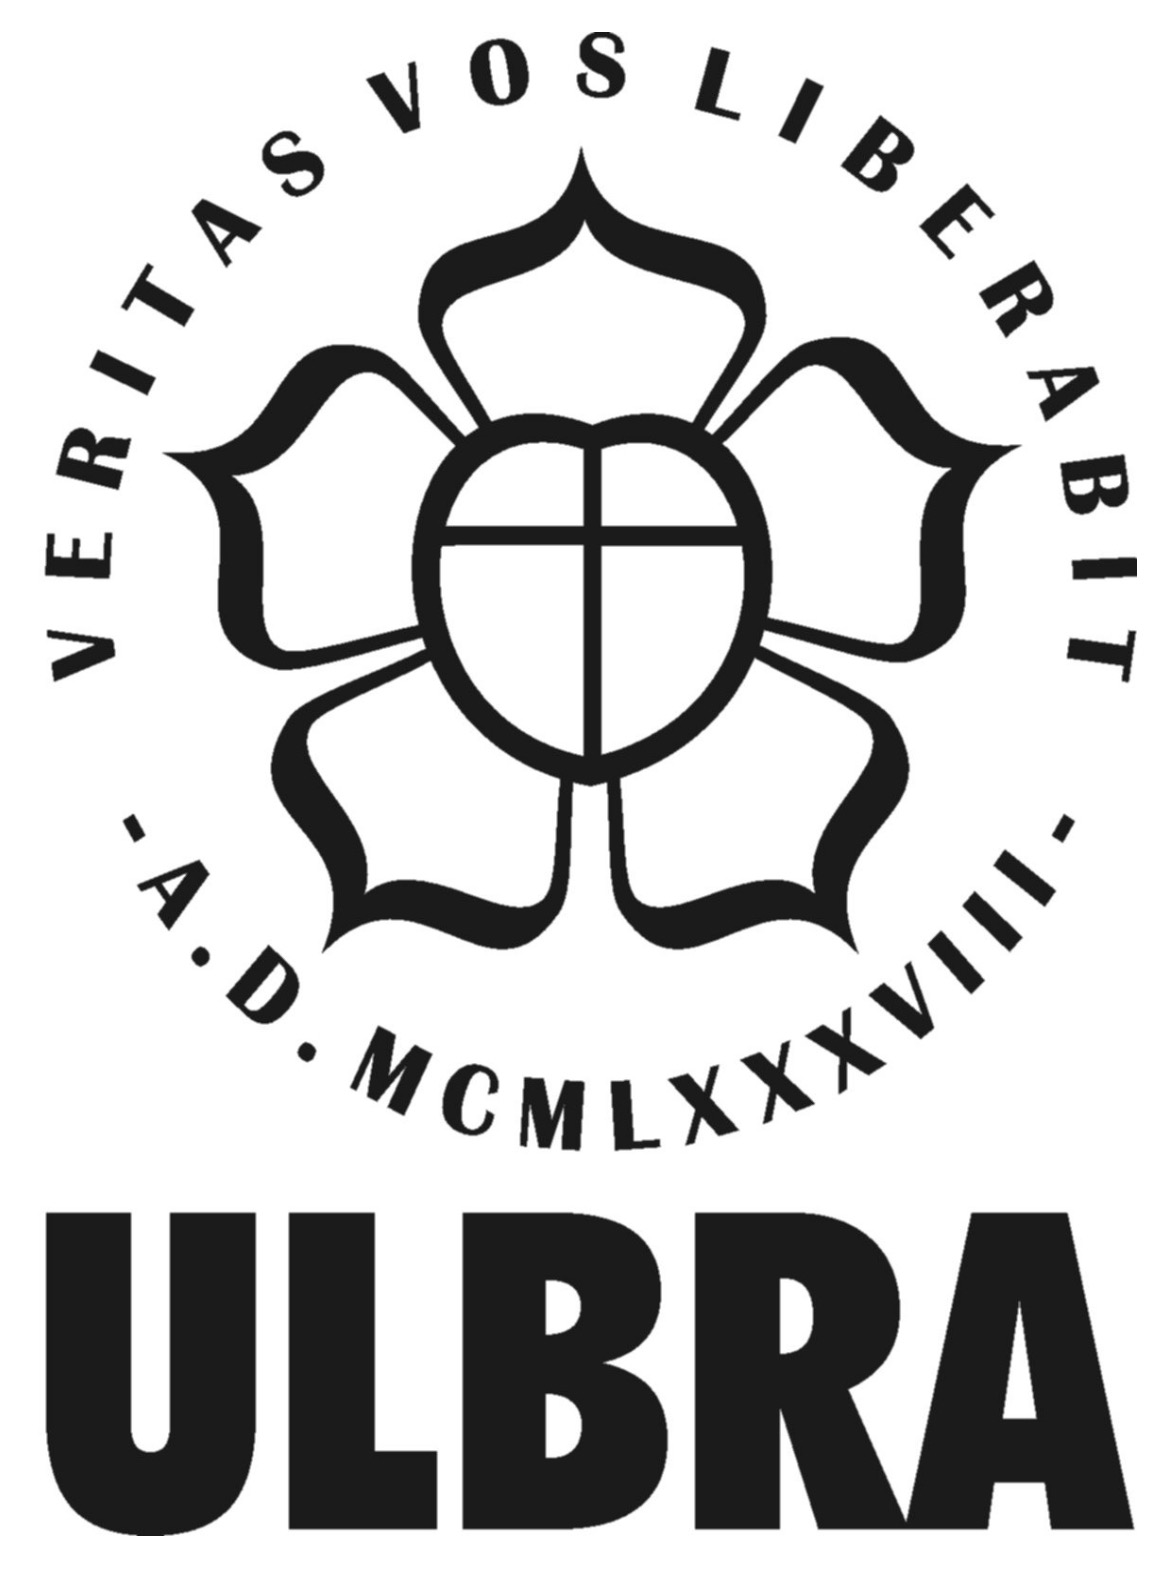 VERITAS VOS LIBERABIT
- A.D. MCMLXXXVIII -
ULBRA